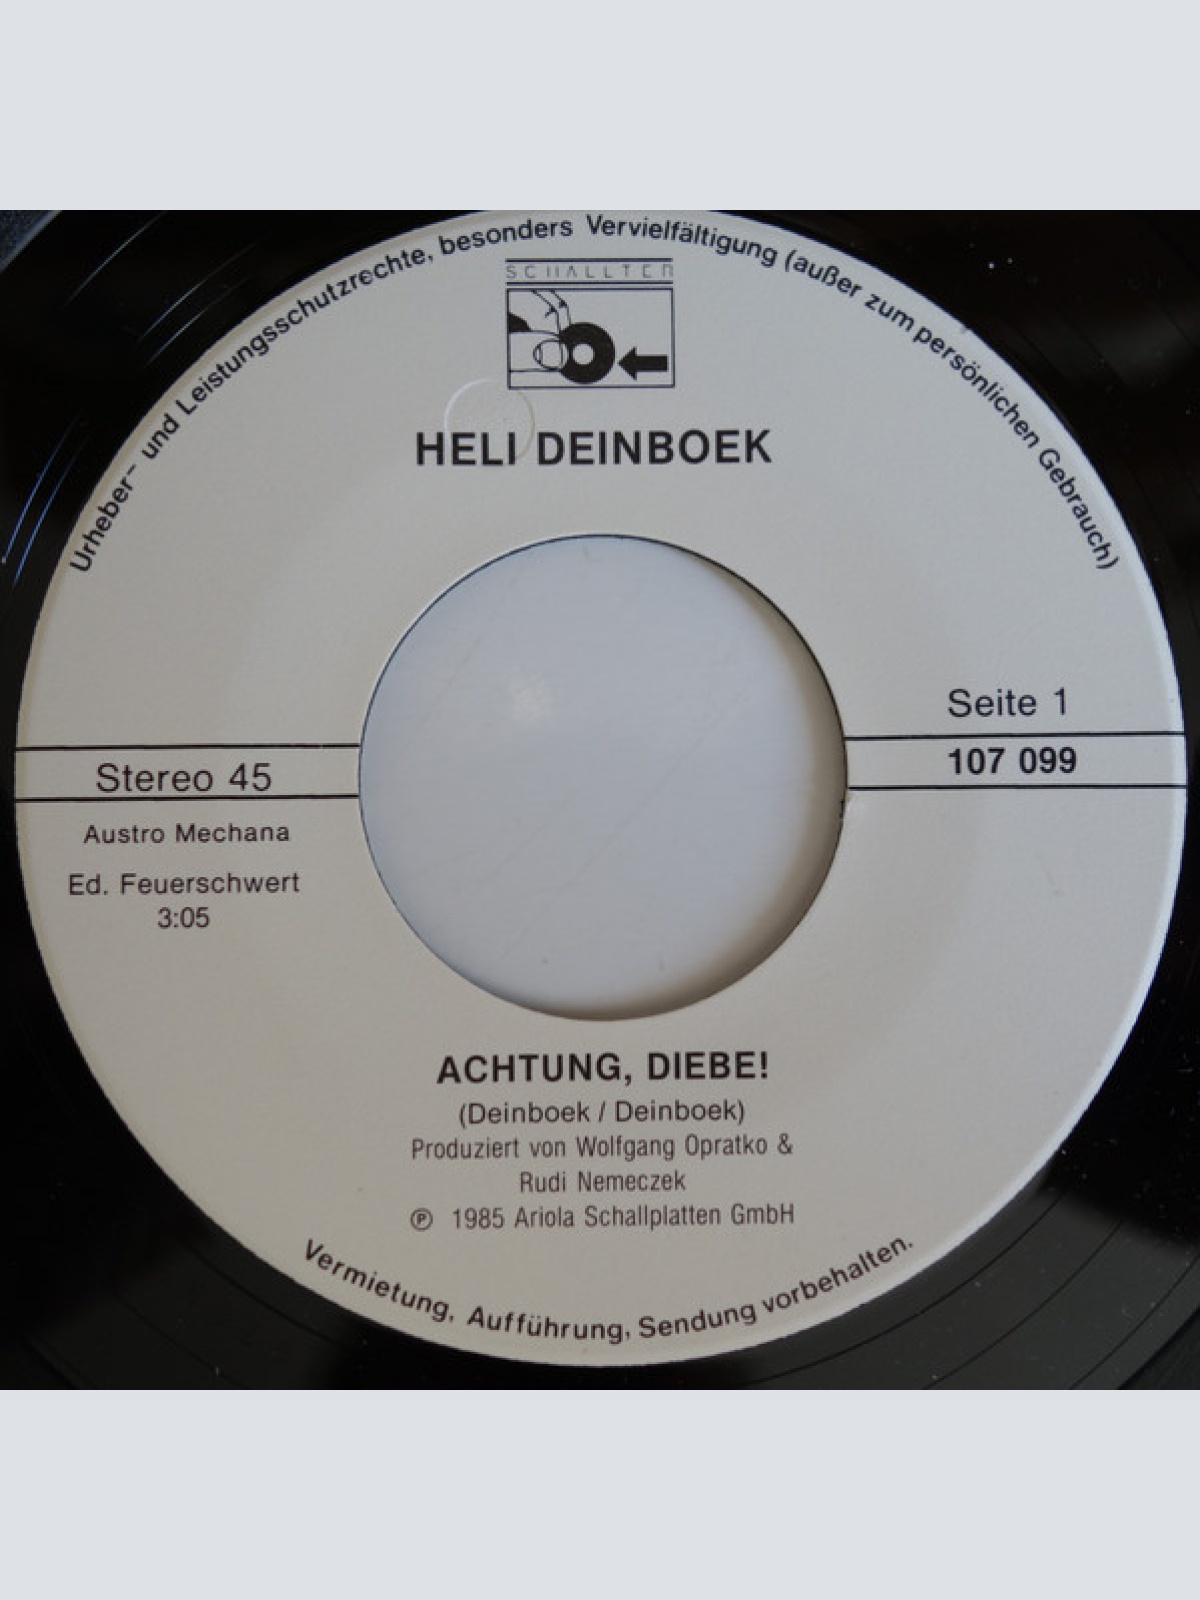 Urheber- und Leistungsschutzrechte, besonders Vervielfältigung (außer zum persönlichen Gebrauch)
SCHALLTER
HELI DEINBOEK
Seite 1
Stereo 45
107 099
Austro Mechana
Ed. Feuerschwert
3:05
ACHTUNG, DIEBE!
(Deinboek / Deinboek)
Produziert von Wolfgang Opratko &
Rudi Nemeczek
Ⓟ 1985 Ariola Schallplatten GmbH
Vermietung, Aufführung, Sendung vorbehalten.